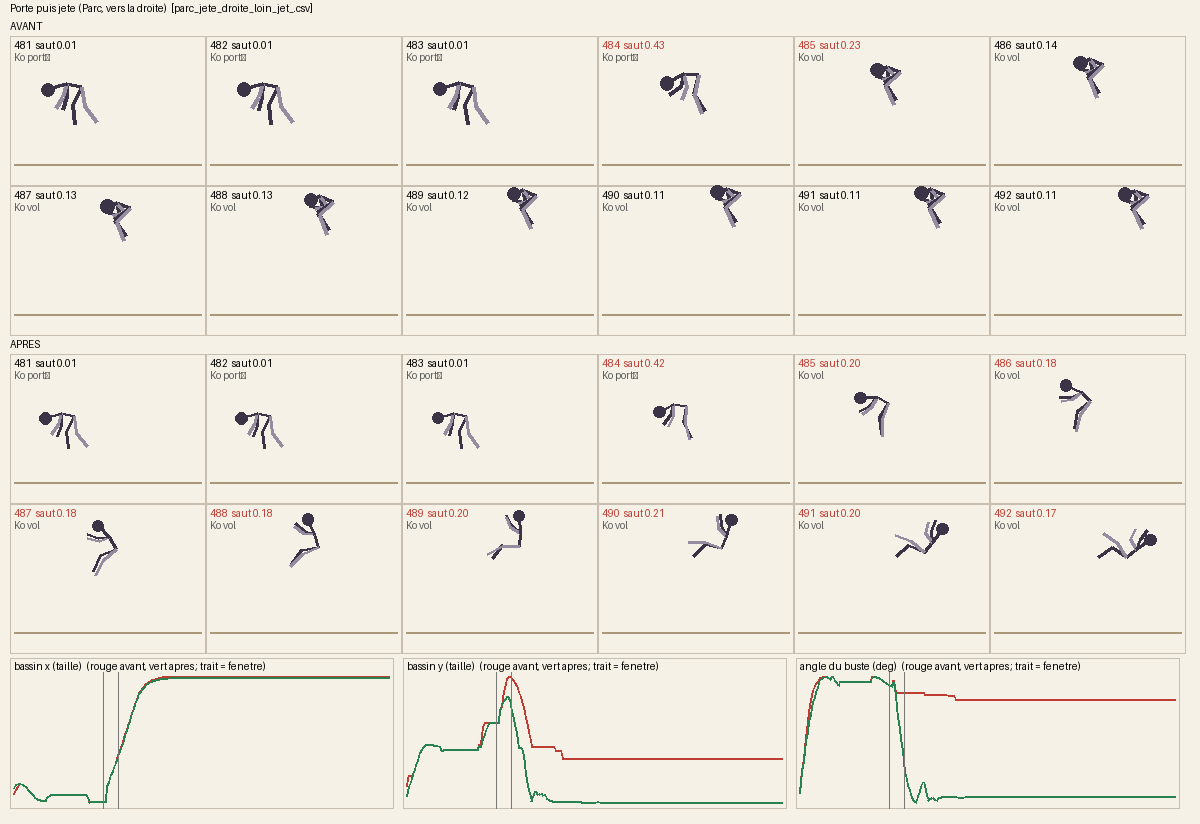 Porte puis jete (Parc, vers la droite) [parc_jete_droite_loin_jet_.csv]
AVANT
481 saut 0.01
Ko port▯
482 saut 0.01
Ko port▯
483 saut 0.01
Ko port▯
484 saut 0.43
Ko port▯
485 saut 0.23
Ko vol
486 saut 0.14
Ko vol
487 saut 0.13
Ko vol
488 saut 0.13
Ko vol
489 saut 0.12
Ko vol
490 saut 0.11
Ko vol
491 saut 0.11
Ko vol
492 saut 0.11
Ko vol
APRES
481 saut 0.01
Ko port▯
482 saut 0.01
Ko port▯
483 saut 0.01
Ko port▯
484 saut 0.42
Ko port▯
485 saut 0.20
Ko vol
486 saut 0.18
Ko vol
487 saut 0.18
Ko vol
488 saut 0.18
Ko vol
489 saut 0.20
Ko vol
490 saut 0.21
Ko vol
491 saut 0.20
Ko vol
492 saut 0.17
Ko vol
bassin x (taille) (rouge avant, vert apres; trait = fenetre)
bassin y (taille) (rouge avant, vert apres; trait = fenetre)
angle du buste (deg) (rouge avant, vert apres; trait = fenetre)